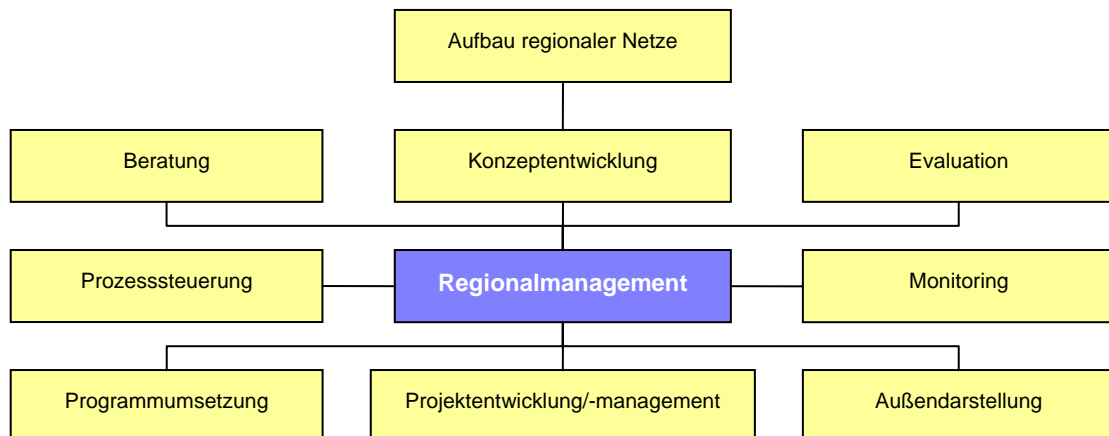 Aufbau regionaler Netze
Beratung
Konzeptentwicklung
Evaluation
Prozesssteuerung
Regionalmanagement
Monitoring
Programmumsetzung
Projektentwicklung/-management
Außendarstellung